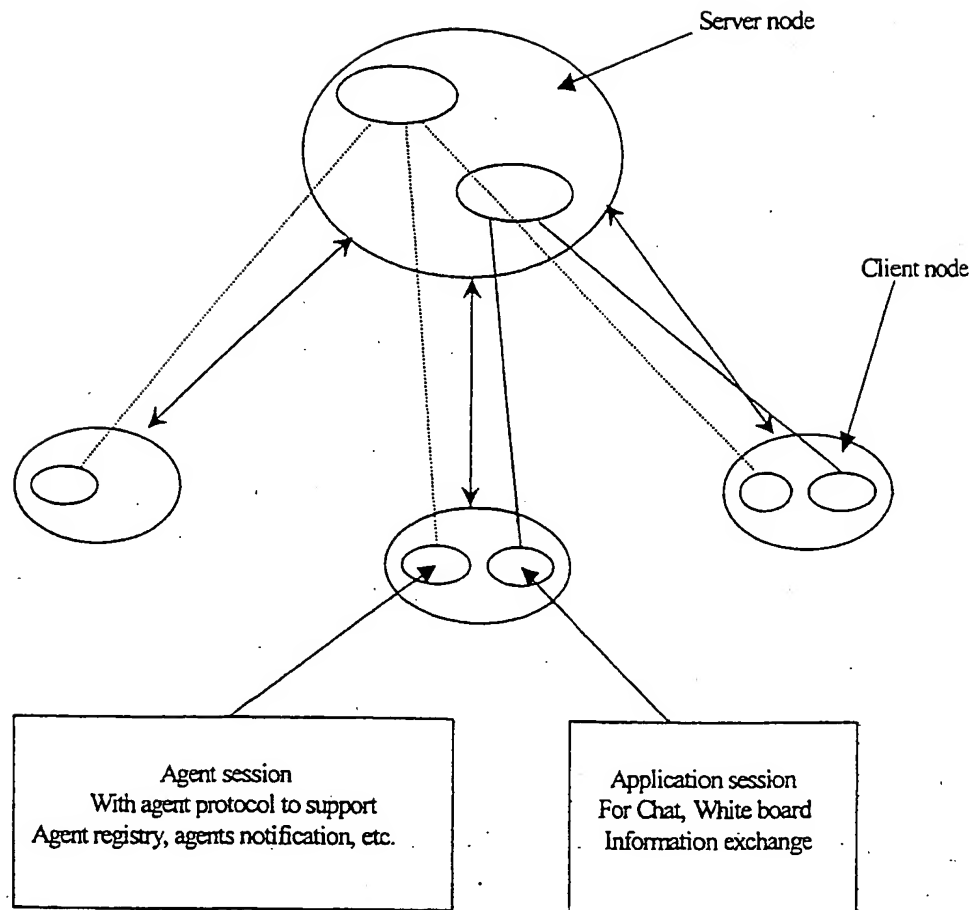 Server node
Client node
Agent session
With agent protocol to support
Agent registry, agents notification, etc.
Application session
For Chat, White board
Information exchange